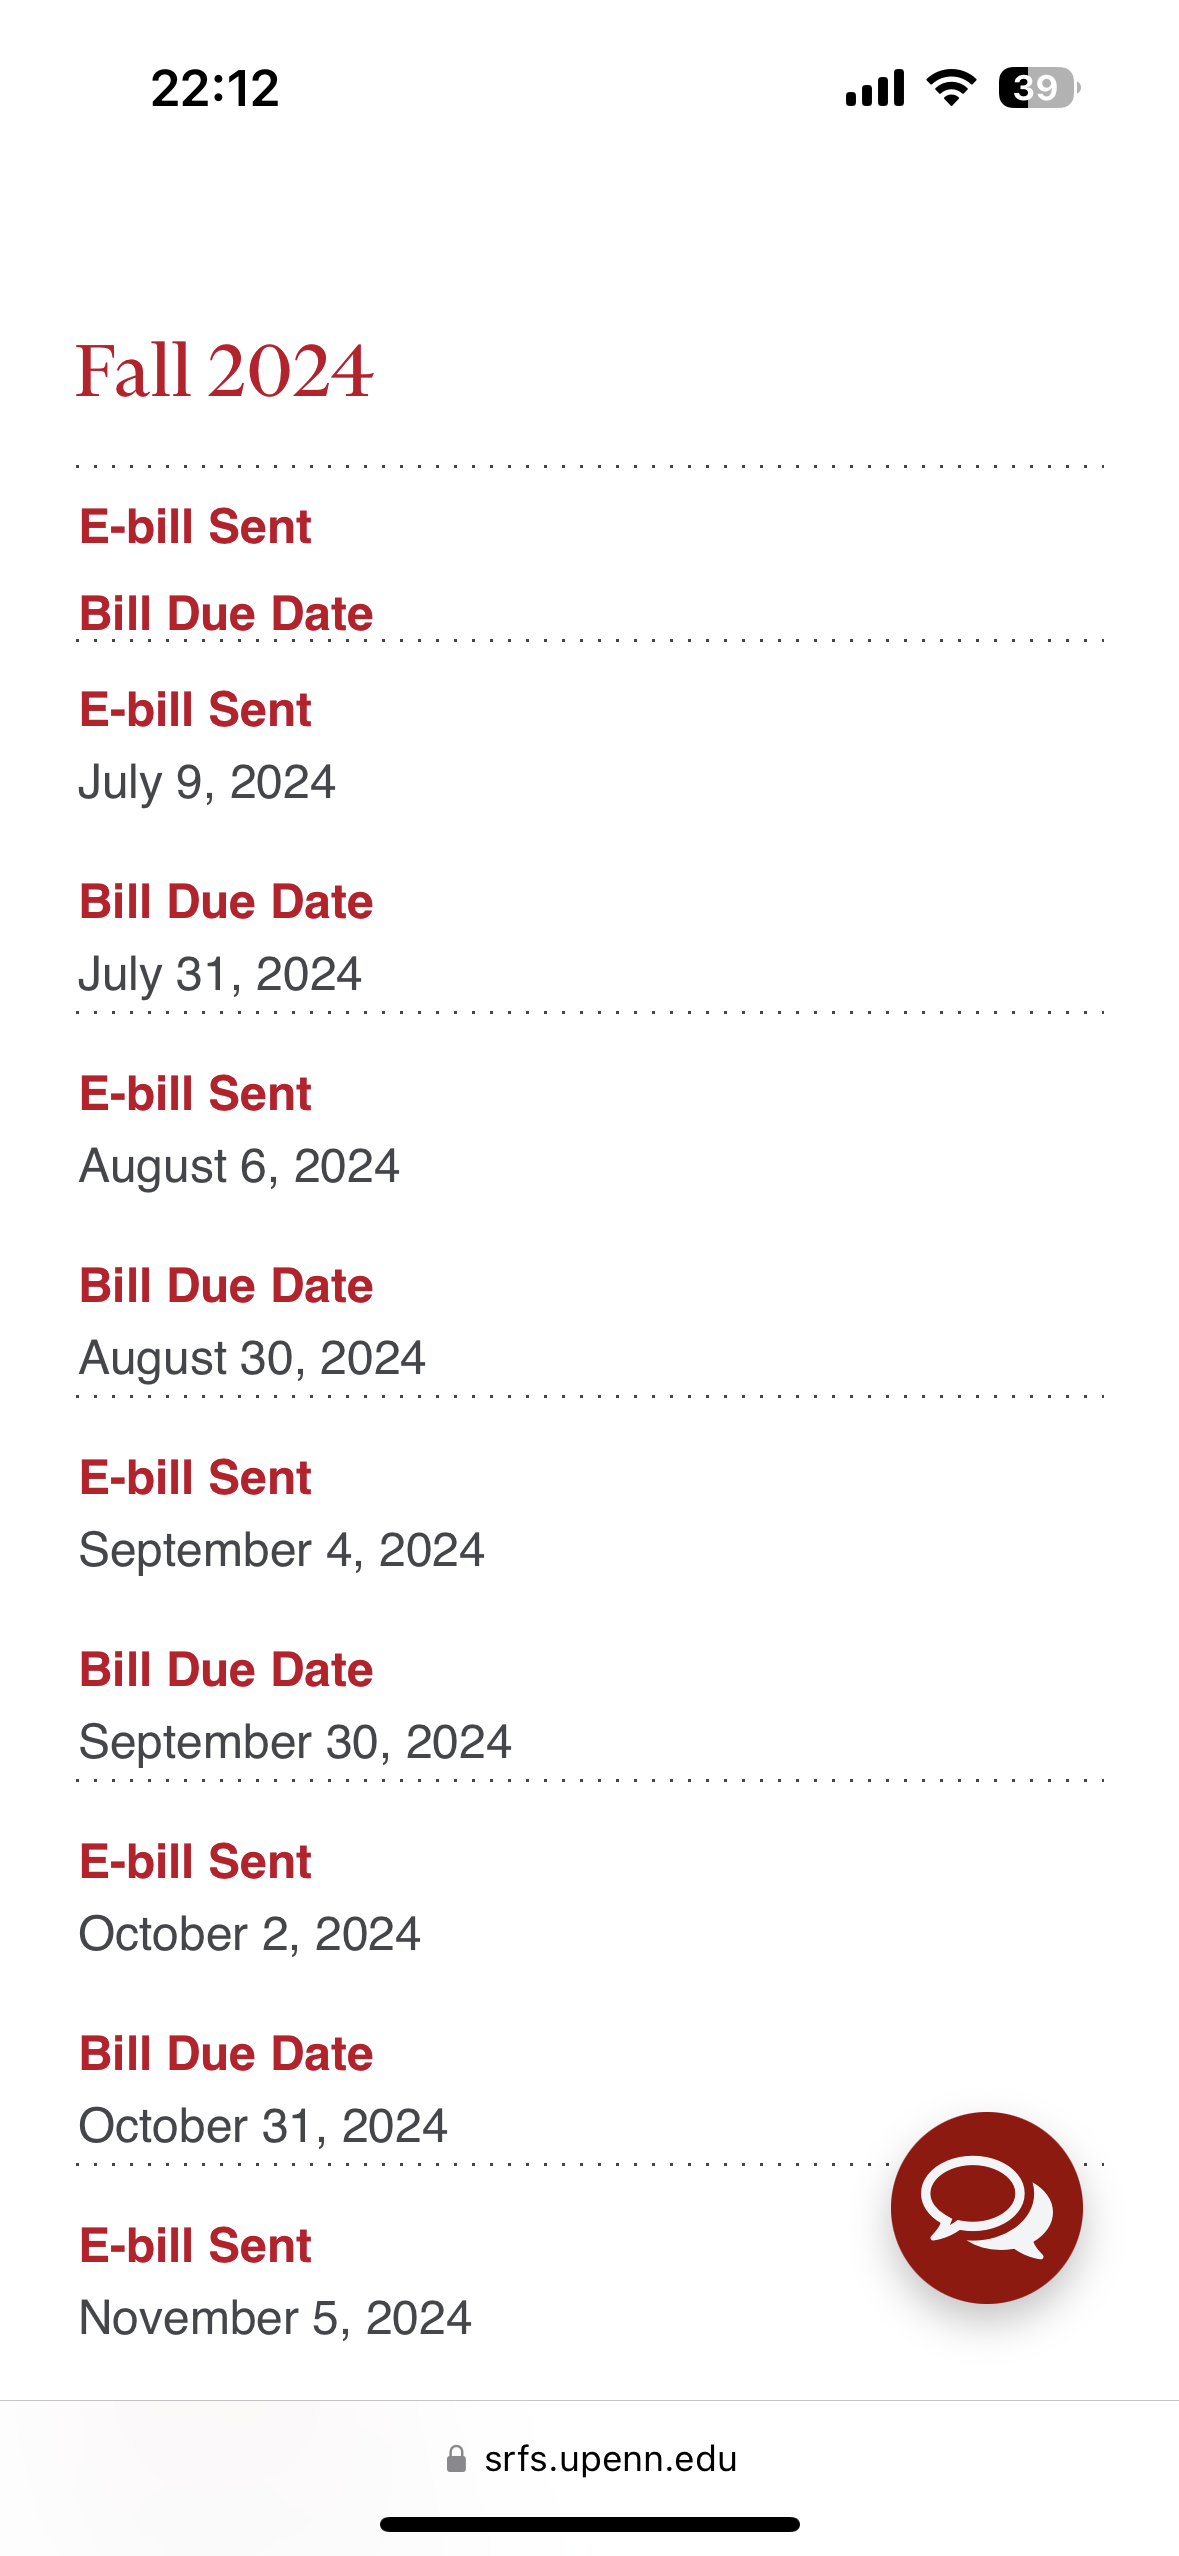 22:12
39
Fall 2024
E-bill Sent
Bill Due Date
E-bill Sent
July 9, 2024
Bill Due Date
July 31, 2024
E-bill Sent
August 6, 2024
Bill Due Date
August 30, 2024
E-bill Sent
September 4, 2024
Bill Due Date
September 30, 2024
E-bill Sent
October 2, 2024
Bill Due Date
October 31, 2024
E-bill Sent
November 5, 2024
srfs.upenn.edu